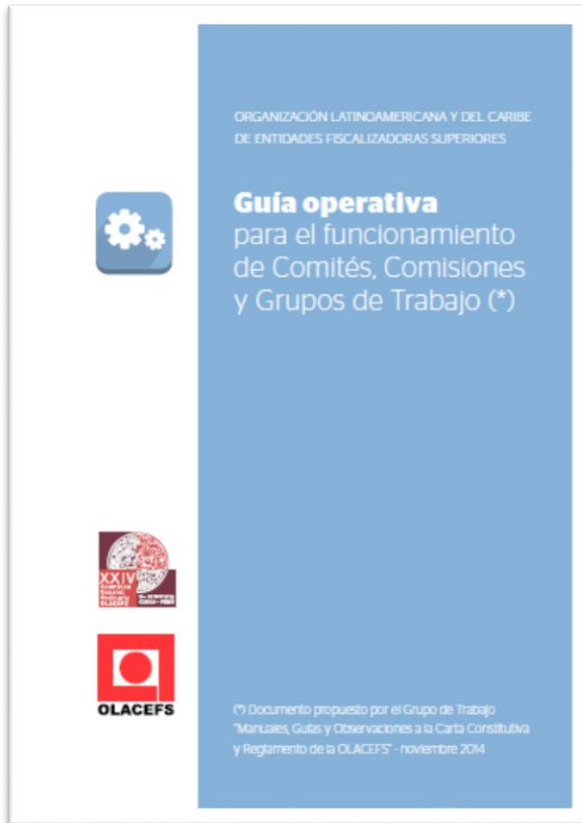 ORGANIZACIÓN LATINOAMERICANA Y DEL CARIBE
DE ENTIDADES FISCALIZADORAS SUPERIORES
Guía operativa
para el funcionamiento
de Comités, Comisiones
y Grupos de Trabajo (*)
XXIV
OLACEFS
(*) Documento propuesto por el Grupo de Trabajo
"Manuales, Guías y Observaciones a la Carta Constitutiva
y Reglamento de la OLACEFS" - noviembre 2014